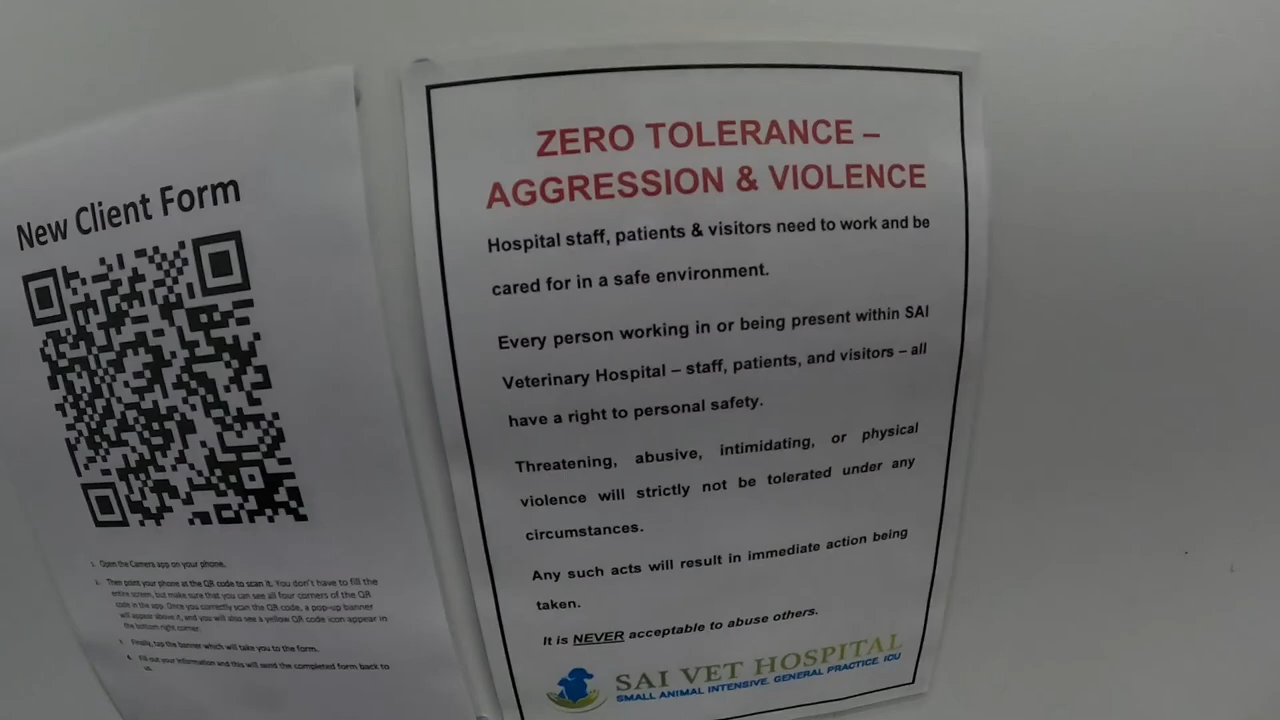 New Client Form
1. Open the Camera app on your phone.
2. Then point your phone at the QR code to scan it. You don't have to fill the
entire screen, but make sure that you can see all four corners of the QR
code in the app. Once you correctly scan the QR code, a pop-up banner
will appear above it, and you will also see a yellow QR code icon appear in
the bottom right corner.
3. Finally, tap the banner which will take you to the form.
4. Fill out your information and this will send the completed form back to
us.
ZERO TOLERANCE –
AGGRESSION & VIOLENCE
Hospital staff, patients & visitors need to work and be
cared for in a safe environment.
Every person working in or being present within SAI
Veterinary Hospital – staff, patients, and visitors – all
have a right to personal safety.
Threatening, abusive, intimidating, or physical
violence will strictly not be tolerated under any
circumstances.
Any such acts will result in immediate action being
taken.
It is NEVER acceptable to abuse others.
SAI VET HOSPITAL
SMALL ANIMAL INTENSIVE. GENERAL PRACTICE. ICU